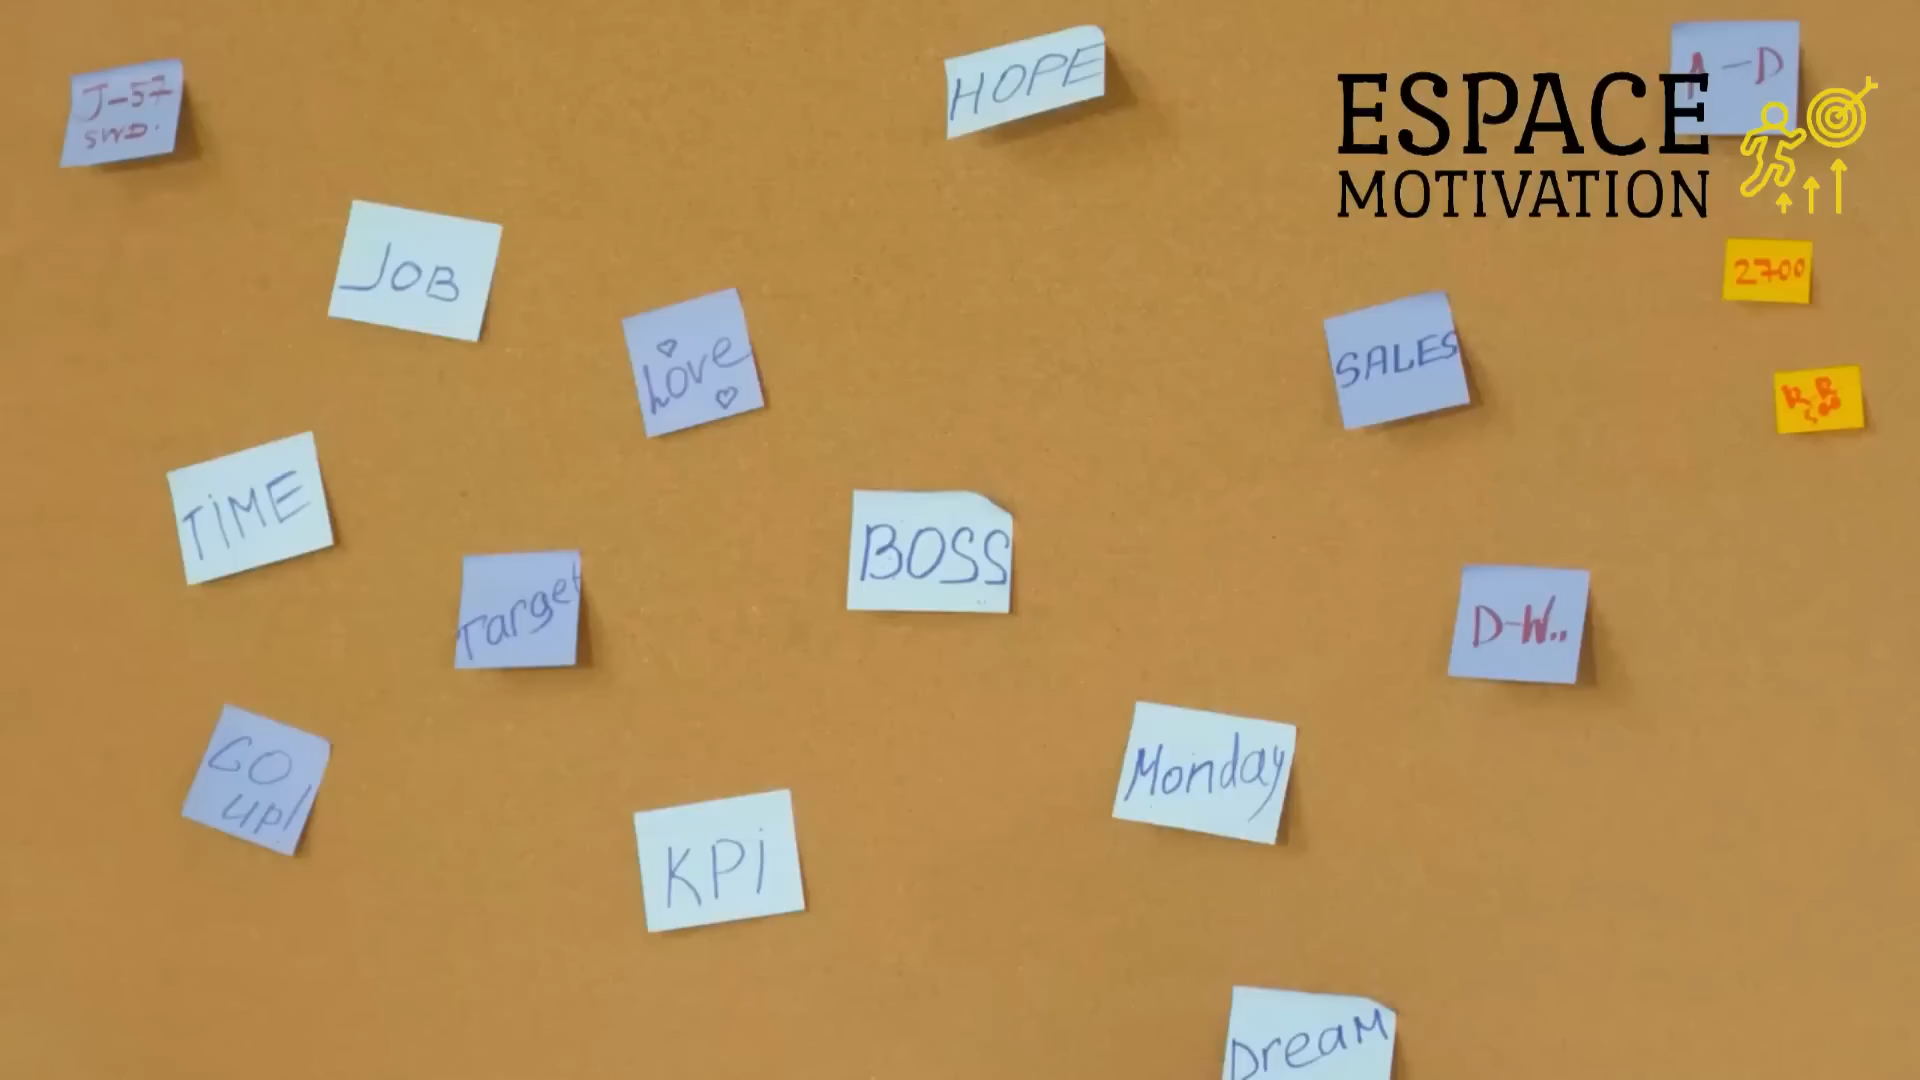 J-57
SWD.
HOPE
A-D
ESPACE
MOTIVATION
JOB
2700
Love
SALES
TiME
BOSS
Target
D-W..
GO
up!
Monday
KPi
DreaM